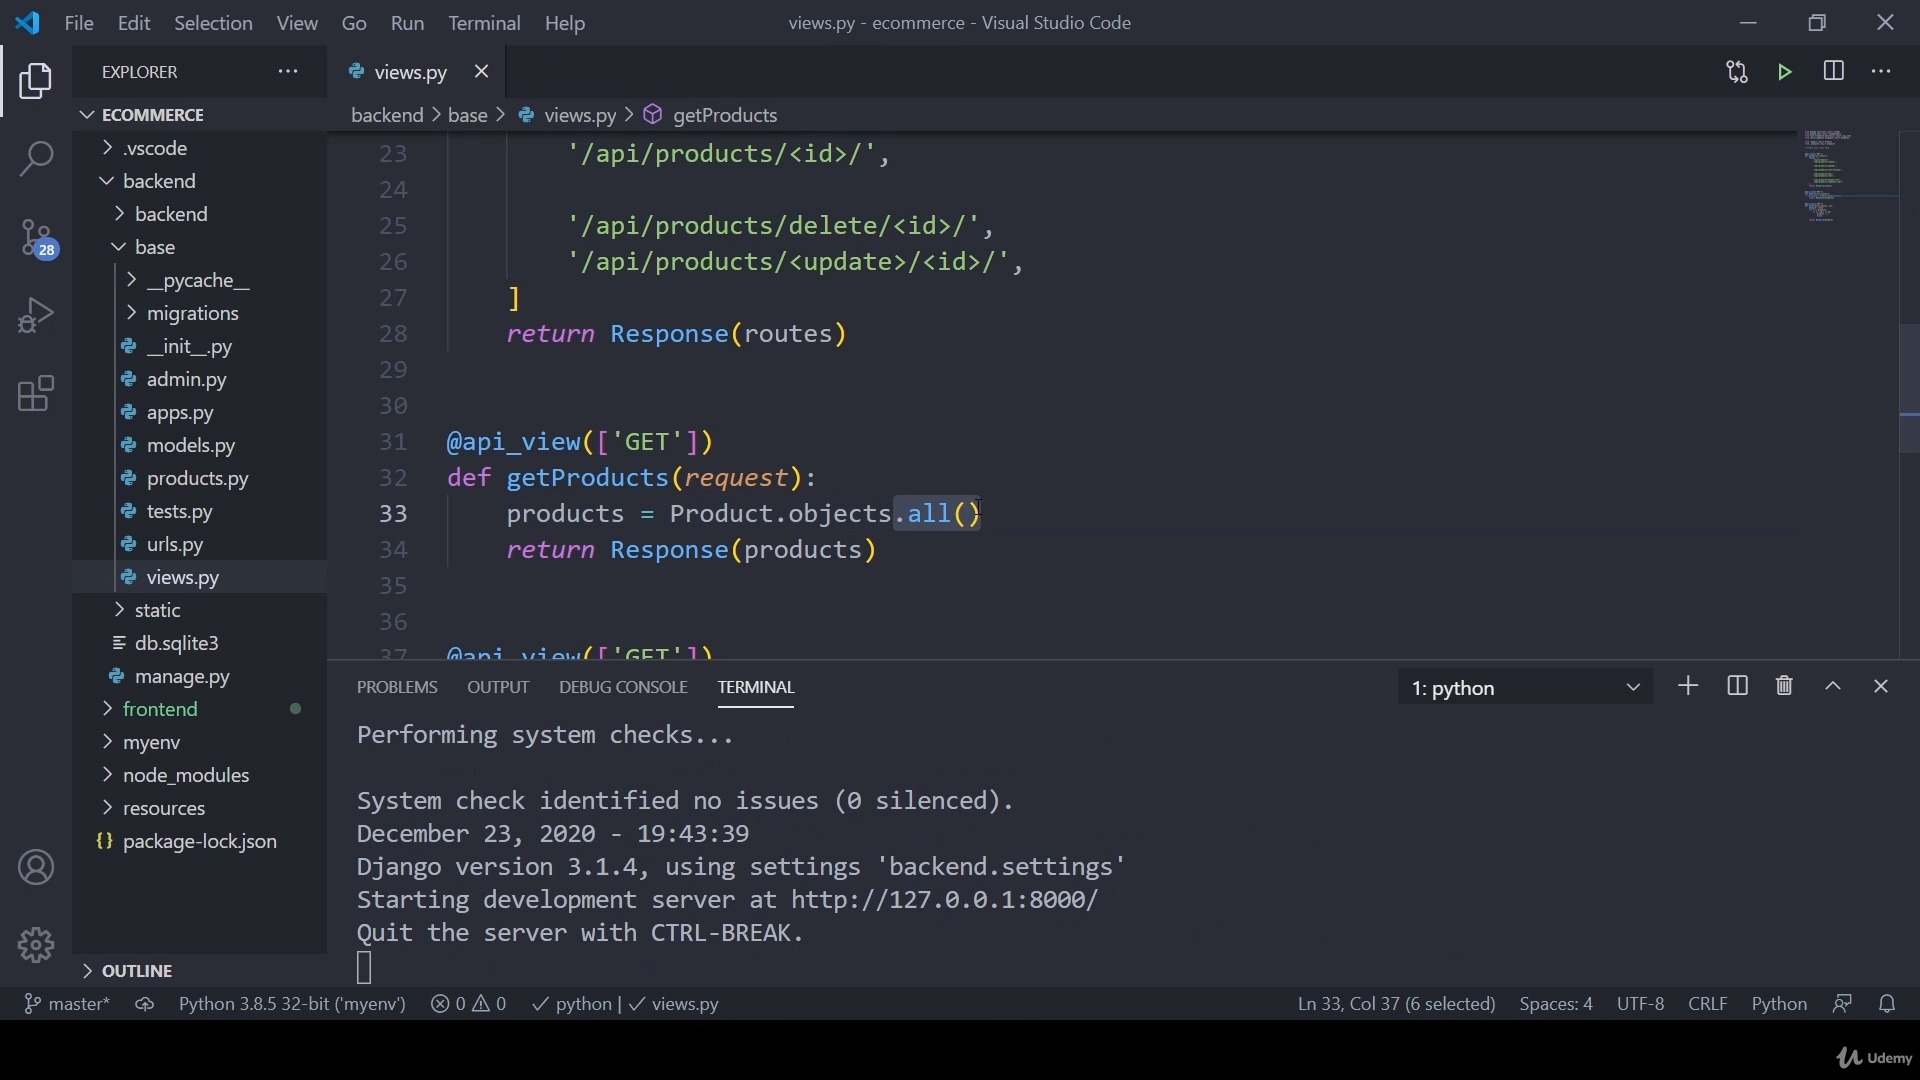 File Edit Selection View Go Run Terminal Help
views.py - ecommerce - Visual Studio Code
EXPLORER
views.py
ECOMMERCE
backend > base > views.py > getProducts
.vscode
backend
backend
base
__pycache__
migrations
__init__.py
admin.py
apps.py
models.py
products.py
tests.py
urls.py
views.py
static
db.sqlite3
manage.py
frontend
myenv
node_modules
resources
package-lock.json
OUTLINE
28
23 '/api/products/<id>/',
24
25 '/api/products/delete/<id>/',
26 '/api/products/<update>/<id>/',
27 ]
28 return Response(routes)
29
30
31 @api_view(['GET'])
32 def getProducts(request):
33 products = Product.objects.all()
34 return Response(products)
35
36
37 @api_view(['GET'])
PROBLEMS OUTPUT DEBUG CONSOLE TERMINAL
1: python
Performing system checks...
System check identified no issues (0 silenced).
December 23, 2020 - 19:43:39
Django version 3.1.4, using settings 'backend.settings'
Starting development server at http://127.0.0.1:8000/
Quit the server with CTRL-BREAK.
master* Python 3.8.5 32-bit ('myenv') 0 0 python | views.py
Ln 33, Col 37 (6 selected) Spaces: 4 UTF-8 CRLF Python
Udemy